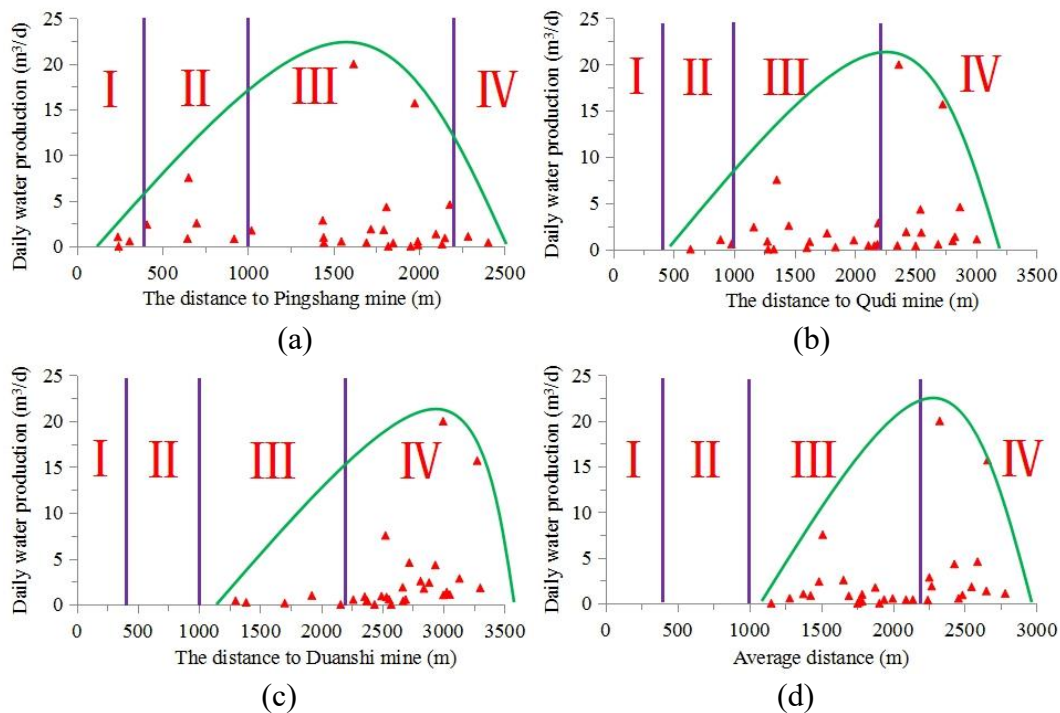 Daily water production (m³/d)
25
20
15
10
5
0
I
II
III
IV
0
500
1000
1500
2000
2500
The distance to Pingshang mine (m)
(a)
Daily water production (m³/d)
25
20
15
10
5
0
I
II
III
IV
0
500
1000
1500
2000
2500
3000
3500
The distance to Qudi mine (m)
(b)
Daily water production (m³/d)
25
20
15
10
5
0
I
II
III
IV
0
500
1000
1500
2000
2500
3000
3500
The distance to Duanshi mine (m)
(c)
Daily water production (m³/d)
25
20
15
10
5
0
I
II
III
IV
0
500
1000
1500
2000
2500
3000
Average distance (m)
(d)